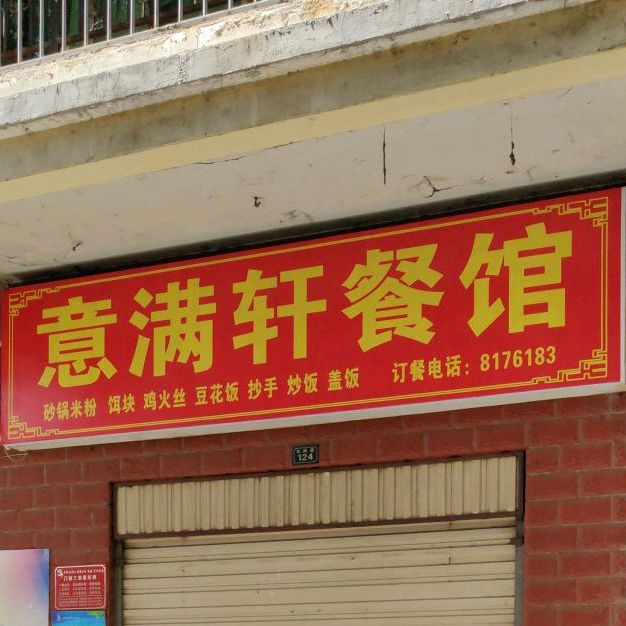 意满轩餐馆
砂锅米粉 饵块 鸡火丝 豆花饭 抄手 炒饭 盖饭 订餐电话：8176183
124